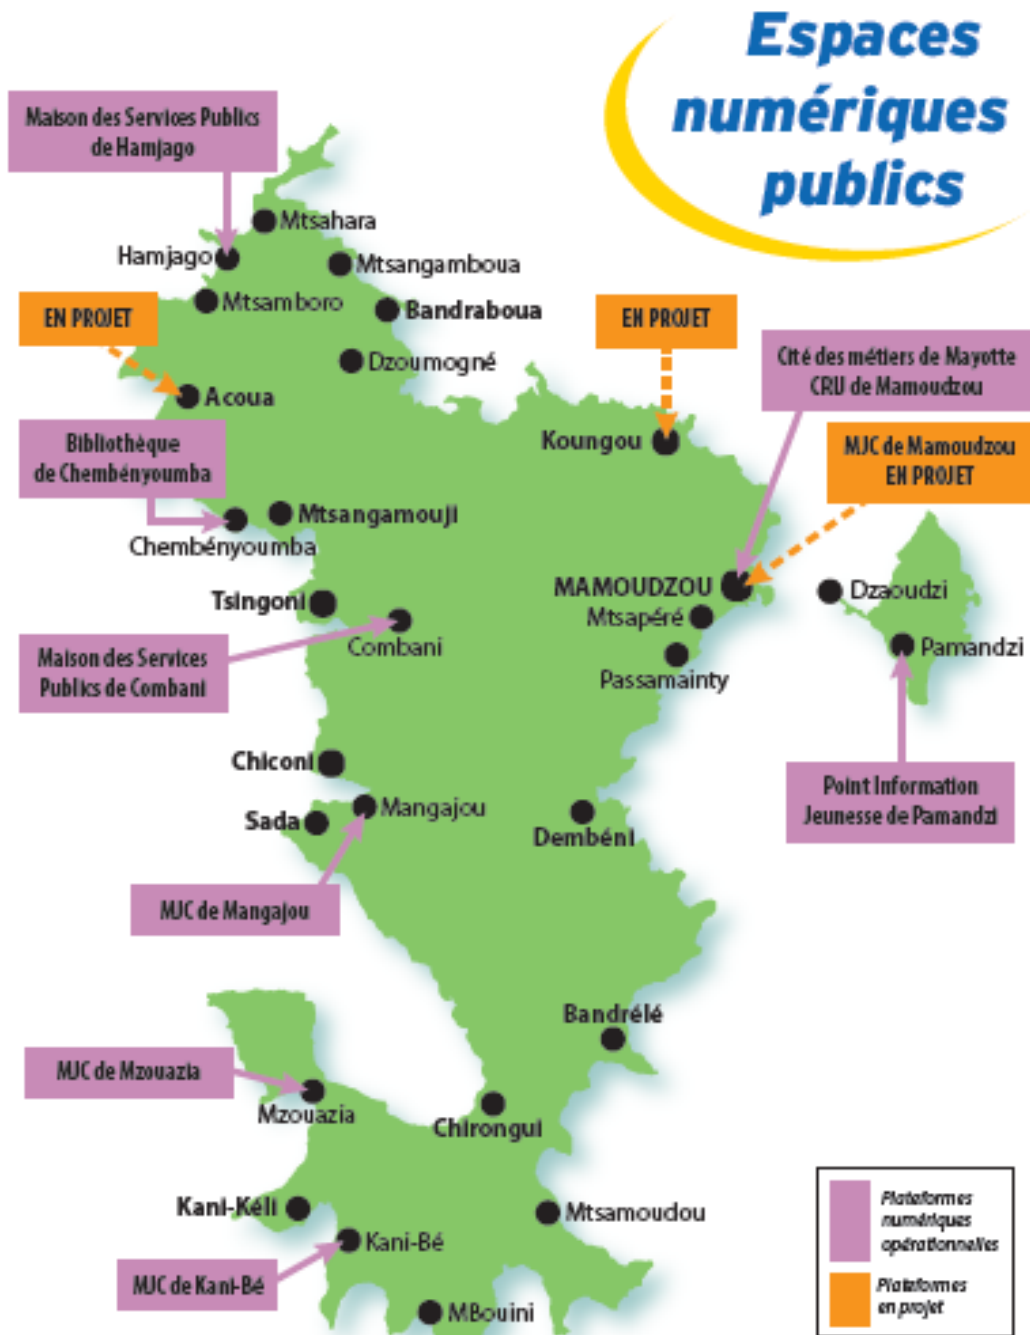 Espaces
numériques
publics
Maison des Services Publics
de Hamjago
Mtsahara
Hamjago
Mtsangamboua
Mtsamboro
Bandraboua
EN PROJET
EN PROJET
Dzoumogné
Cité des métiers de Mayotte
CRIJ de Mamoudzou
Acoua
Koungou
Bibliothèque
de Chembényoumba
MJC de Mamoudzou
EN PROJET
Mtsangamouji
Chembényoumba
MAMOUDZOU
Dzaoudzi
Tsingoni
Mtsapéré
Combani
Pamandzi
Maison des Services
Publics de Combani
Passamainty
Chiconi
Point Information
Jeunesse de Pamandzi
Mangajou
Sada
Dembéni
MJC de Mangajou
Bandrélé
MJC de Mzouazia
Mzouazia
Chirongui
Kani-Kéli
Mtsamoudou
Kani-Bé
MJC de Kani-Bé
MBouini
Plateformes
numériques
opérationnelles
Plateformes
en projet